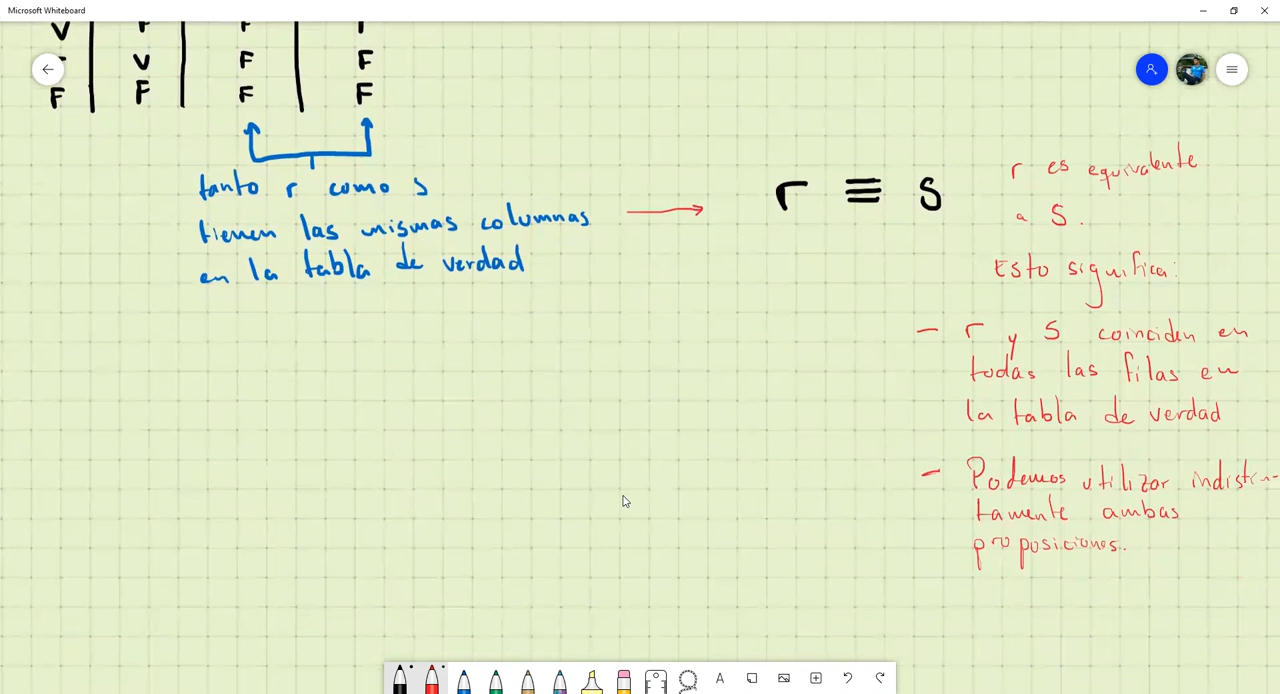 Microsoft Whiteboard
V
V F F
F F F F
tanto r como s
tienen las mismas columnas
en la tabla de verdad
r ≡ s
r es equivalente
a s.
Esto significa:
- r y s coinciden en
todas las filas en
la tabla de verdad
- Podemos utilizar indistin-
tamente ambas
proposiciones.
A